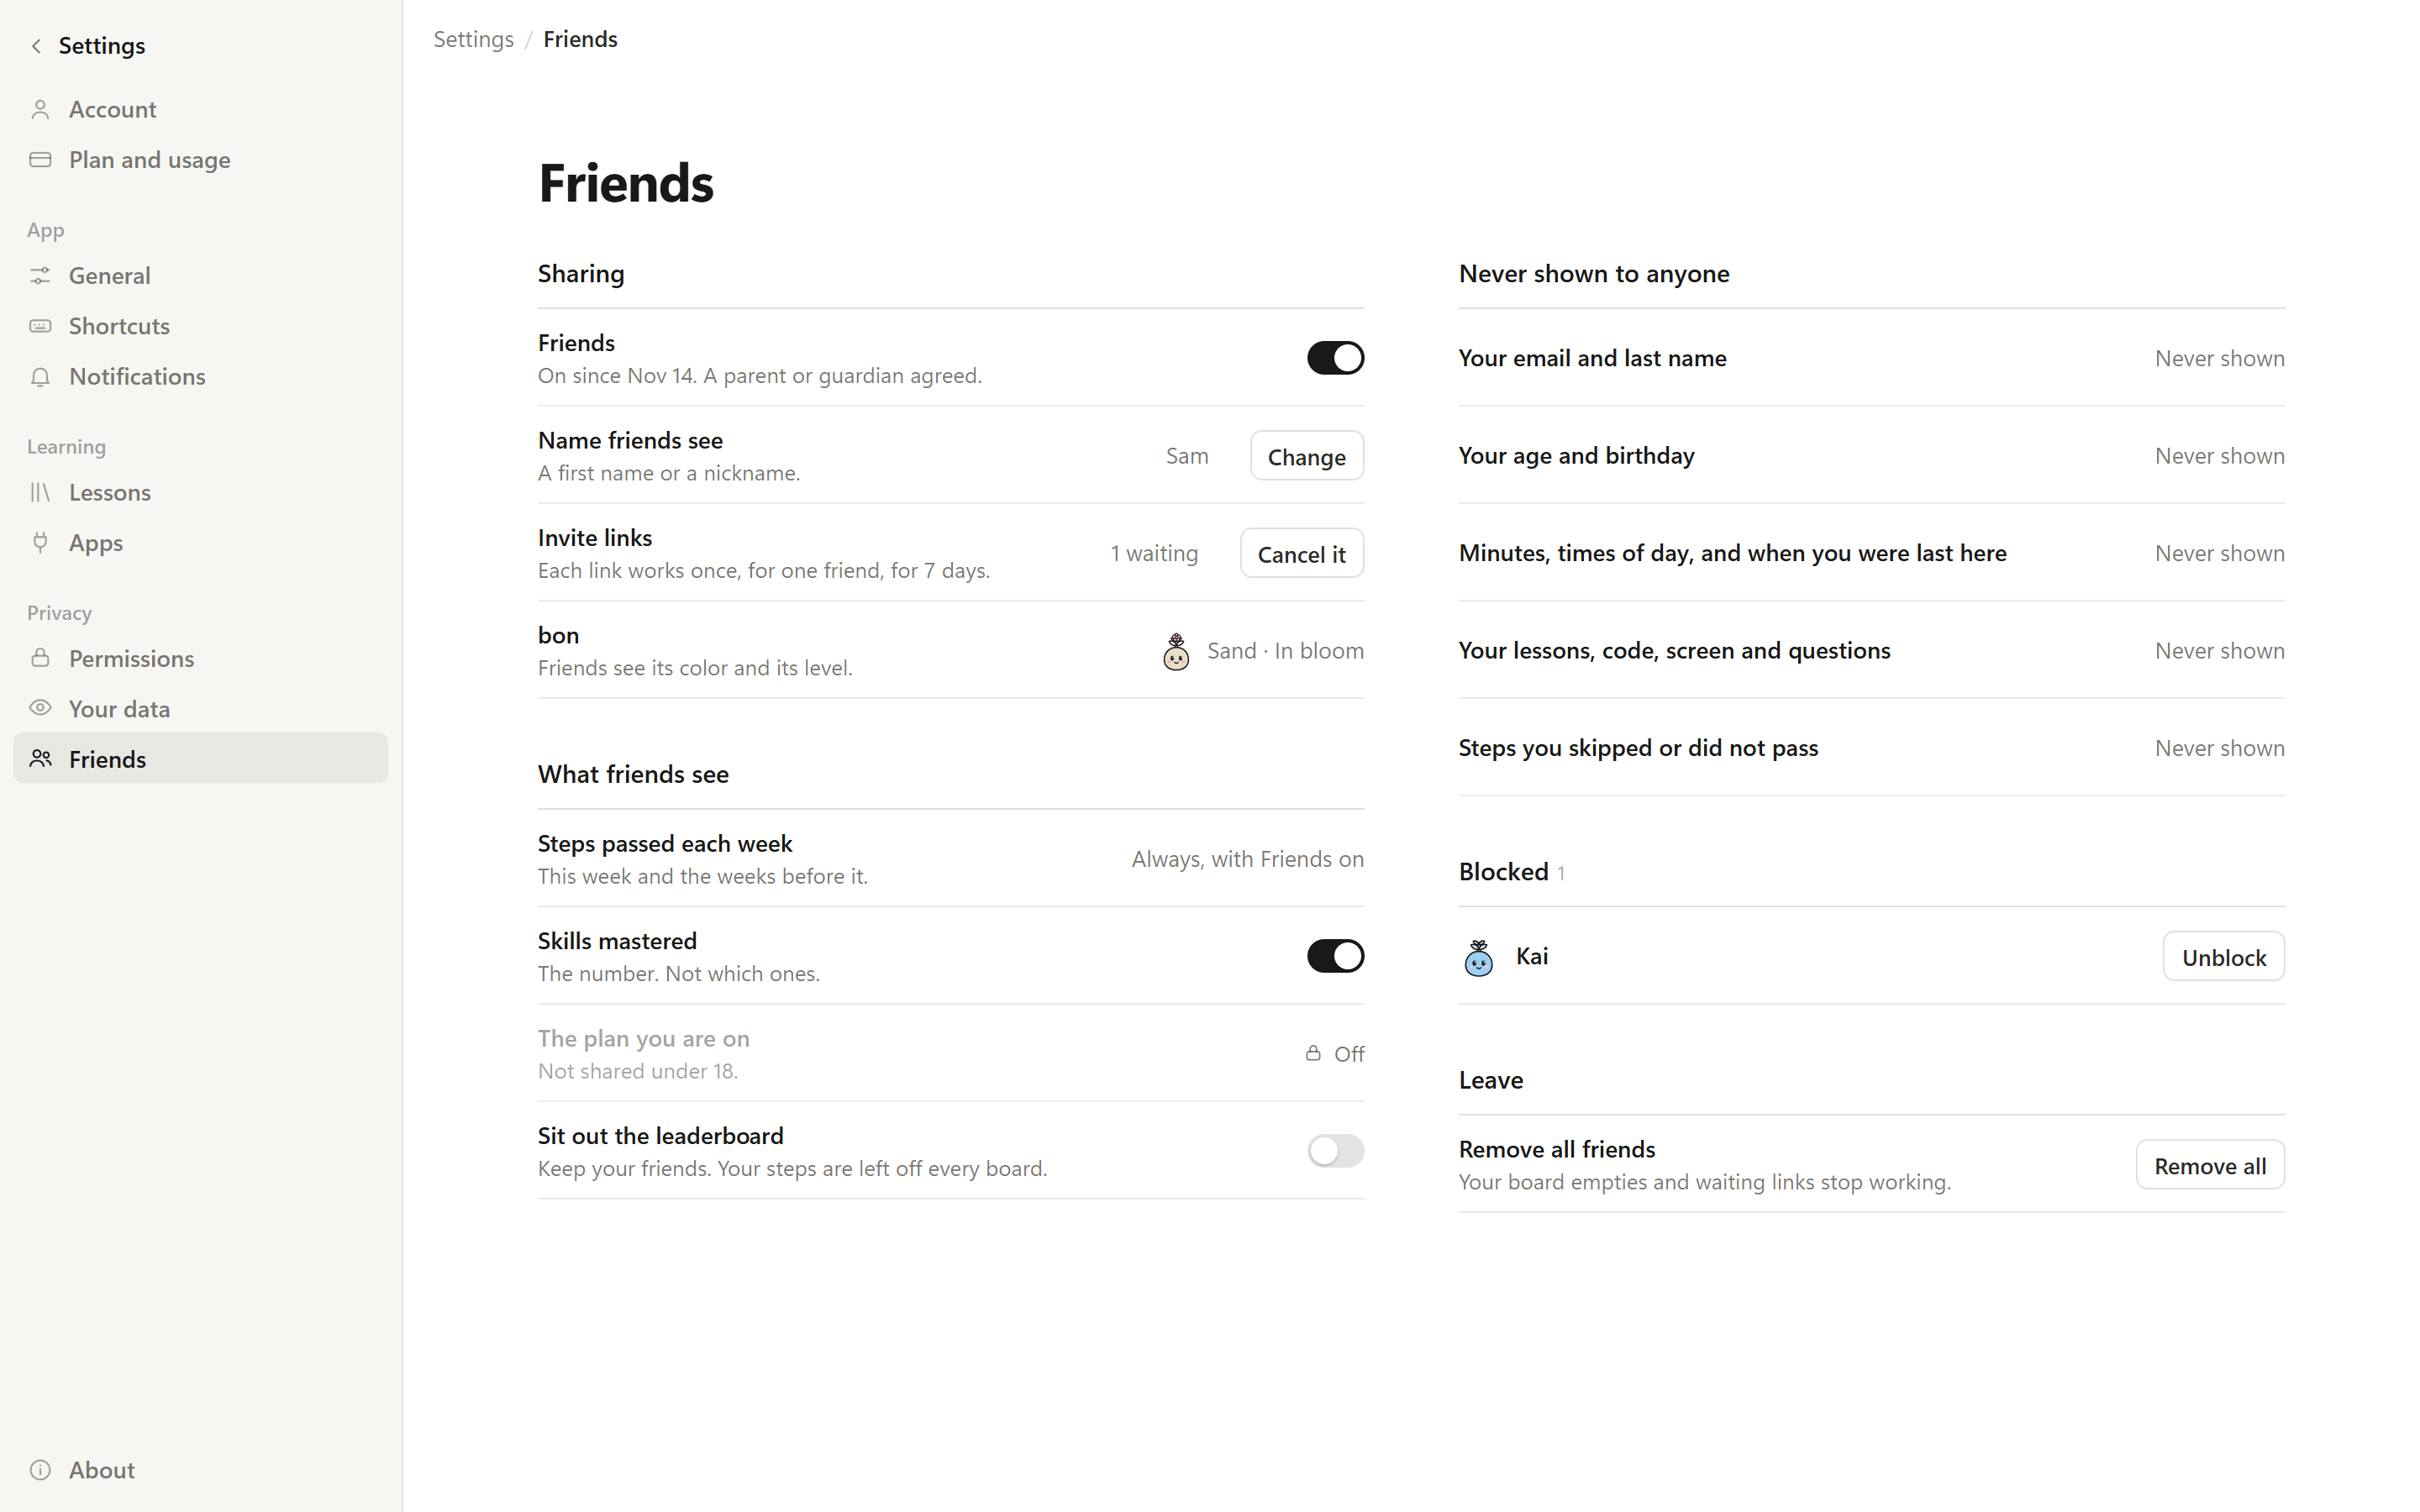 Settings
Account
Plan and usage
App
General
Shortcuts
Notifications
Learning
Lessons
Apps
Privacy
Permissions
Your data
Friends
About
Settings / Friends
Friends
Sharing
Friends
On since Nov 14. A parent or guardian agreed.
Name friends see
A first name or a nickname.
Sam
Change
Invite links
Each link works once, for one friend, for 7 days.
1 waiting
Cancel it
bon
Friends see its color and its level.
Sand · In bloom
What friends see
Steps passed each week
This week and the weeks before it.
Always, with Friends on
Skills mastered
The number. Not which ones.
The plan you are on
Not shared under 18.
Off
Sit out the leaderboard
Keep your friends. Your steps are left off every board.
Never shown to anyone
Your email and last name
Never shown
Your age and birthday
Never shown
Minutes, times of day, and when you were last here
Never shown
Your lessons, code, screen and questions
Never shown
Steps you skipped or did not pass
Never shown
Blocked 1
Kai
Unblock
Leave
Remove all friends
Your board empties and waiting links stop working.
Remove all